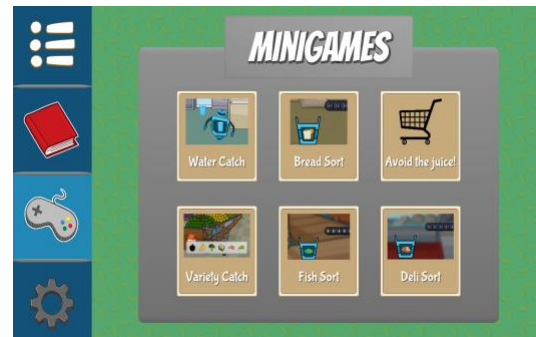 MINIGAMES
Water Catch
Bread Sort
Avoid the juice!
Variety Catch
Fish Sort
Deli Sort